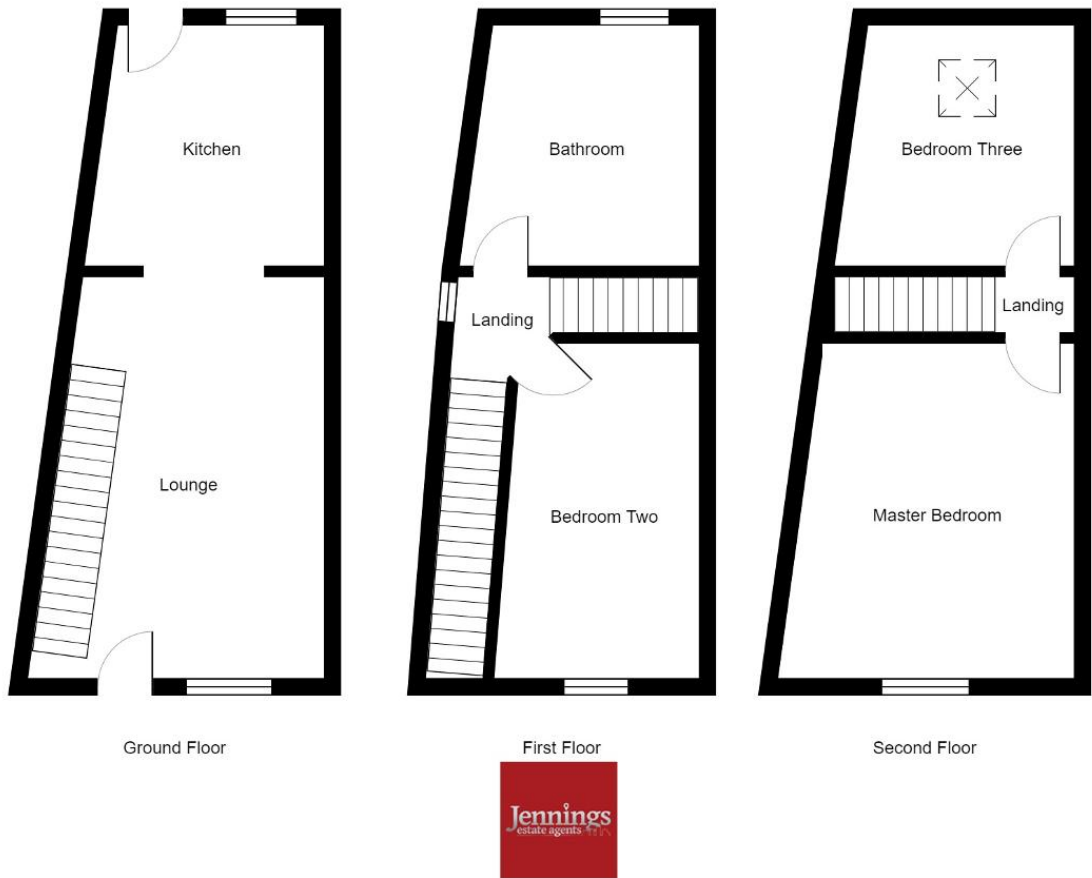 Kitchen
Lounge
Ground Floor
Bathroom
Landing
Bedroom Two
First Floor
Bedroom Three
Landing
Master Bedroom
Second Floor
Jennings
estate agents